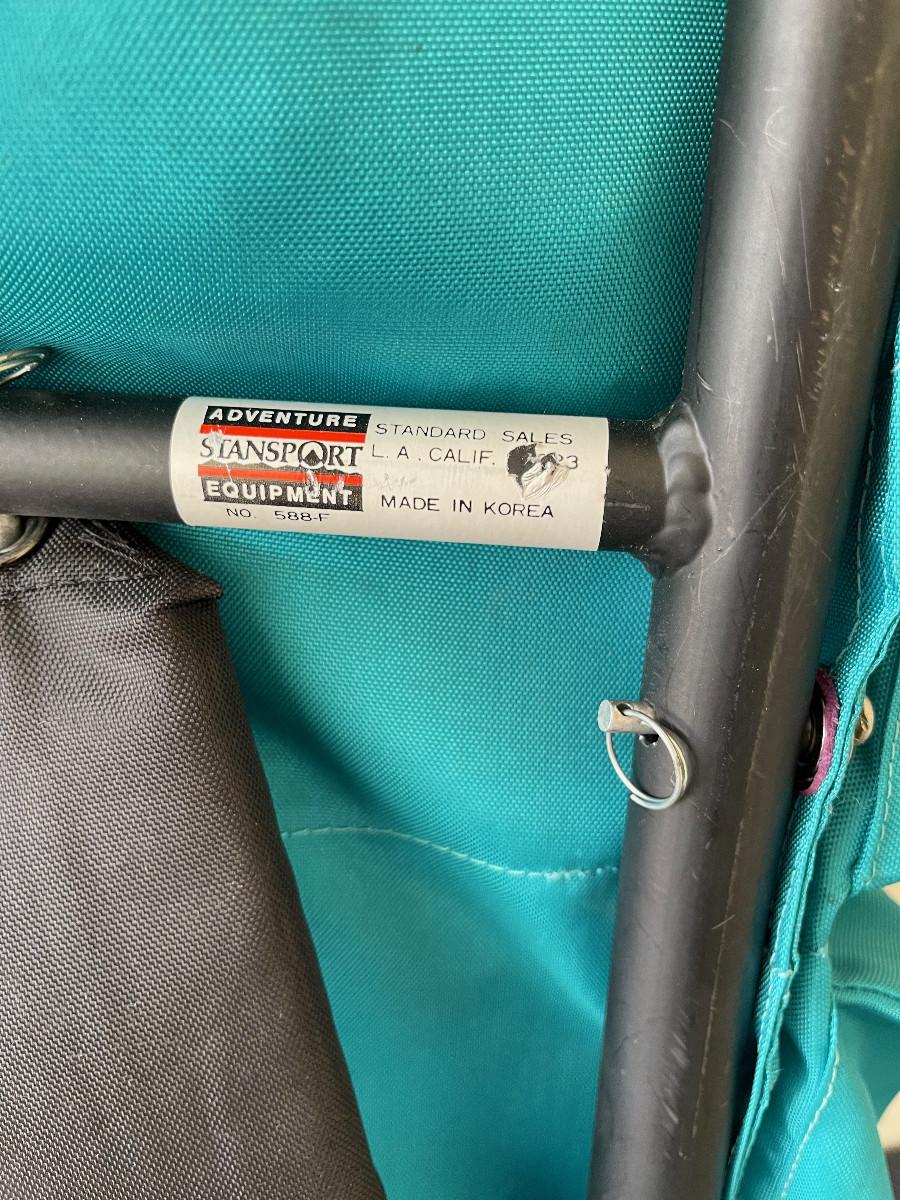 ADVENTURE
STANSPORT
EQUIPMENT
NO. 588-F
STANDARD SALES
L.A. CALIF.
MADE IN KOREA